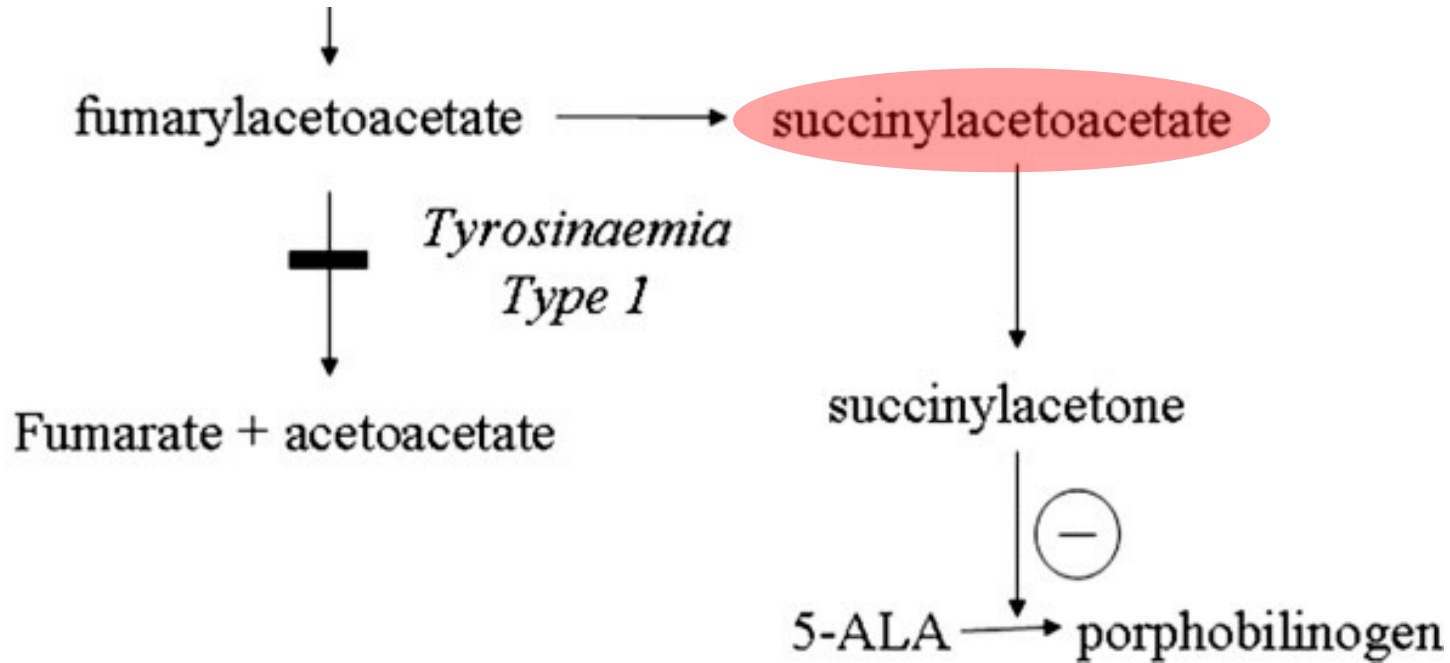 fumarylacetoacetate
succinylacetoacetate
Tyrosinaemia
Type 1
Fumarate + acetoacetate
succinylacetone
−
5-ALA
porphobilinogen